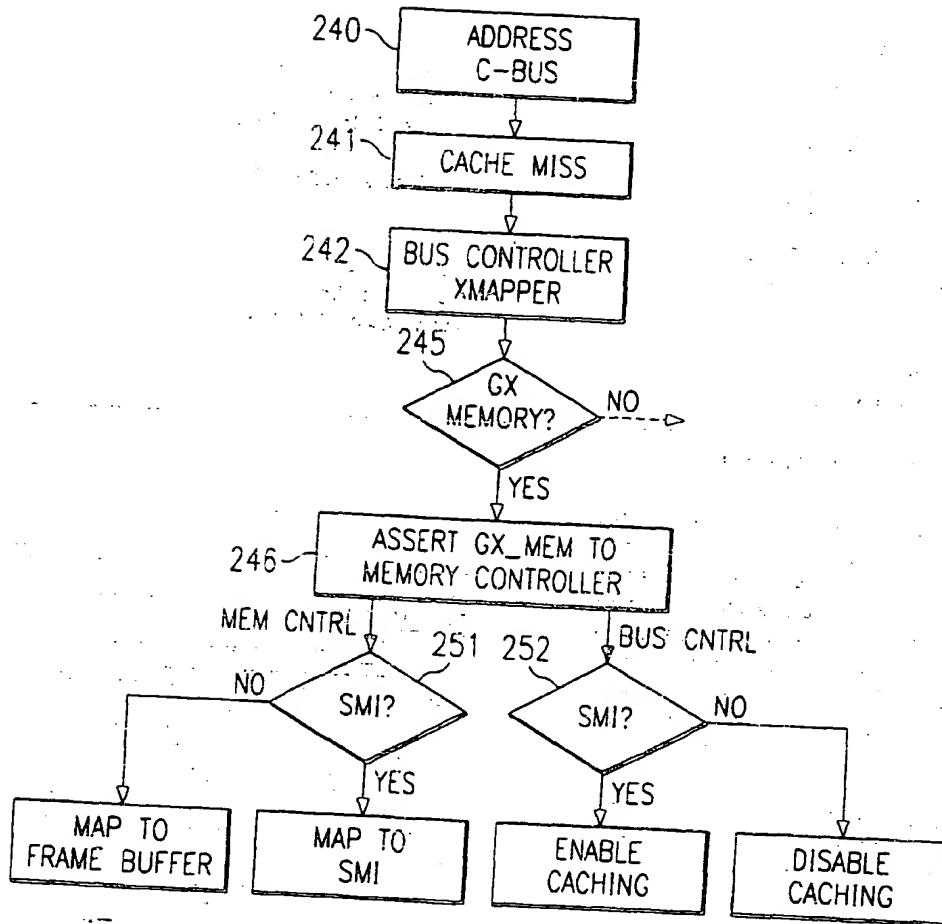 240
ADDRESS
C-BUS
241
CACHE MISS
242
BUS CONTROLLER
XMAPPER
245
GX
MEMORY?
NO
YES
246
ASSERT GX_MEM TO
MEMORY CONTROLLER
MEM CNTRL
BUS CNTRL
251
252
NO
SMI?
SMI?
NO
YES
YES
MAP TO
FRAME BUFFER
MAP TO
SMI
ENABLE
CACHING
DISABLE
CACHING